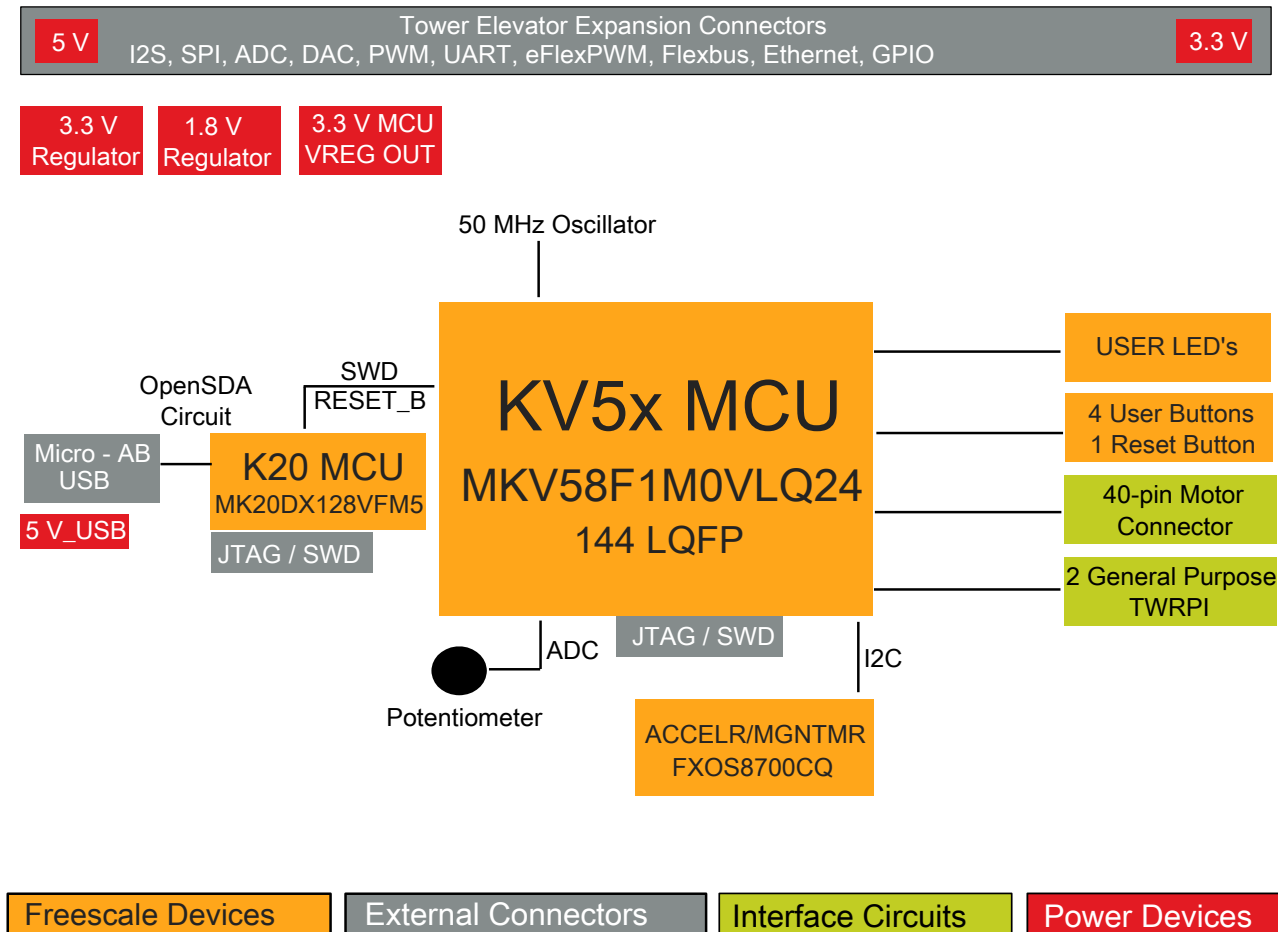 Tower Elevator Expansion Connectors
5 V
I2S, SPI, ADC, DAC, PWM, UART, eFlexPWM, Flexbus, Ethernet, GPIO
3.3 V
3.3 V
Regulator
1.8 V
Regulator
3.3 V MCU
VREG OUT
50 MHz Oscillator
KV5x MCU
MKV58F1M0VLQ24
144 LQFP
SWD
RESET_B
OpenSDA
Circuit
Micro - AB
USB
5 V_USB
K20 MCU
MK20DX128VFM5
JTAG / SWD
USER LED's
4 User Buttons
1 Reset Button
40-pin Motor
Connector
2 General Purpose
TWRPI
ADC
Potentiometer
JTAG / SWD
I2C
ACCELR/MGNTMR
FXOS8700CQ
Freescale Devices
External Connectors
Interface Circuits
Power Devices